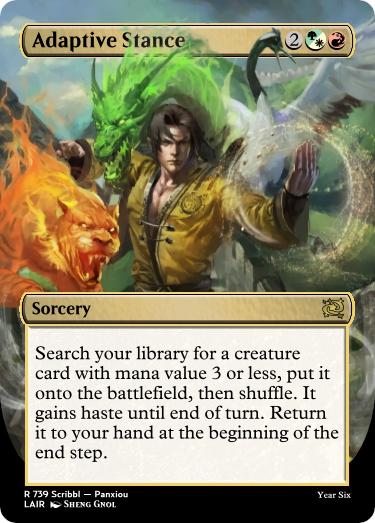 Adaptive Stance 2
Sorcery
Search your library for a creature
card with mana value 3 or less, put it
onto the battlefield, then shuffle. It
gains haste until end of turn. Return
it to your hand at the beginning of the
end step.
R 739 Scribbl — Panxiou
LAIR Sheng Gnol
Year Six